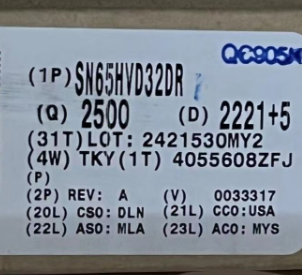 QC905
(1P) SN65HVD32DR
(Q) 2500 (D) 2221+5
(31T)LOT: 2421530MY2
(4W) TKY(1T) 4055608ZFJ
(P)
(2P) REV: A (V) 0033317
(20L) CSO: DLN (21L) CCO:USA
(22L) ASO: MLA (23L) ACO: MYS